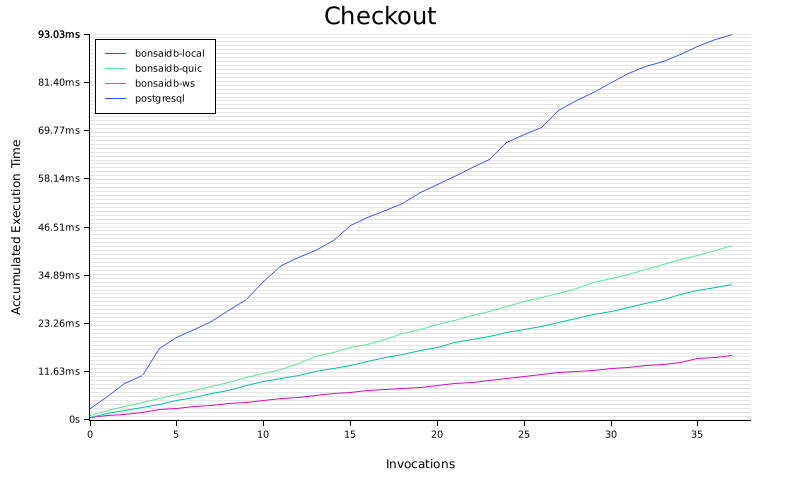 Checkout
93.03ms
81.40ms
69.77ms
58.14ms
46.51ms
34.89ms
23.26ms
11.63ms
0s
Accumulated Execution Time
bonsaidb-local
bonsaidb-quic
bonsaidb-ws
postgresql
0 5 10 15 20 25 30 35
Invocations